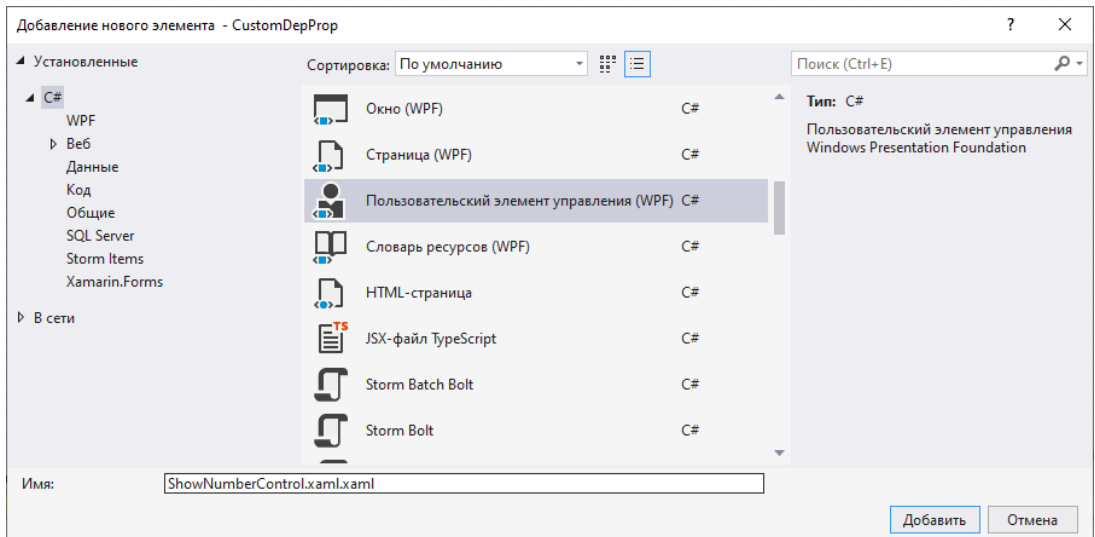 Добавление нового элемента - CustomDepProp
? ×
Установленные
C#
WPF
Веб
Данные
Код
Общие
SQL Server
Storm Items
Xamarin.Forms
В сети
Сортировка: По умолчанию
Окно (WPF) C#
Страница (WPF) C#
Пользовательский элемент управления (WPF) C#
Словарь ресурсов (WPF) C#
HTML-страница C#
TS
JSX-файл TypeScript C#
Storm Batch Bolt C#
Storm Bolt C#
Поиск (Ctrl+E)
Тип: C#
Пользовательский элемент управления
Windows Presentation Foundation
Имя: ShowNumberControl.xaml.xaml
Добавить Отмена